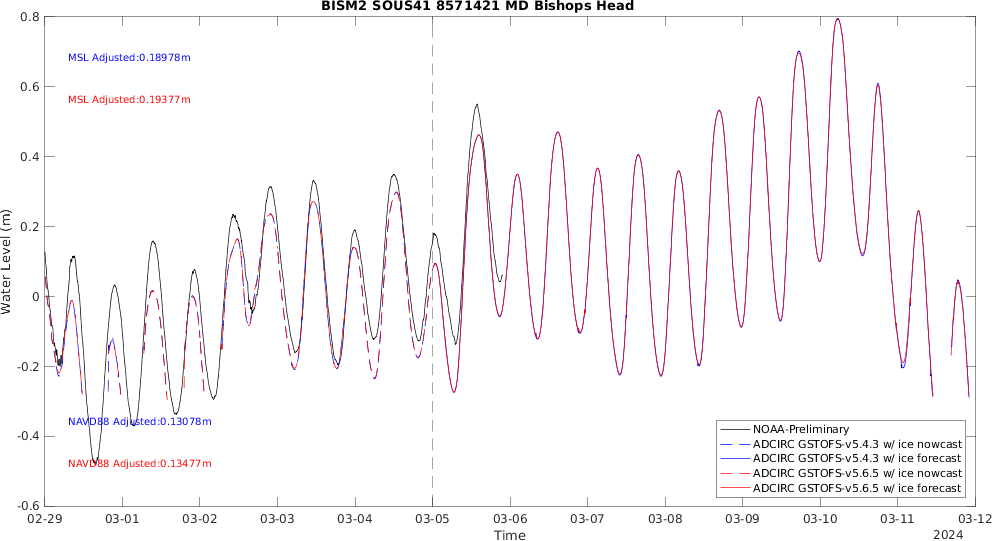 BISM2 SOUS41 8571421 MD Bishops Head
0.8
0.6
0.4
0.2
0
-0.2
-0.4
-0.6
Water Level (m)
MSL Adjusted:0.18978m
MSL Adjusted:0.19377m
NAVD88 Adjusted:0.13078m
NAVD88 Adjusted:0.13477m
NOAA-Preliminary
ADCIRC GSTOFS-v5.4.3 w/ ice nowcast
ADCIRC GSTOFS-v5.4.3 w/ ice forecast
ADCIRC GSTOFS-v5.6.5 w/ ice nowcast
ADCIRC GSTOFS-v5.6.5 w/ ice forecast
02-29 03-01 03-02 03-03 03-04 03-05 03-06 03-07 03-08 03-09 03-10 03-11 03-12
Time
2024